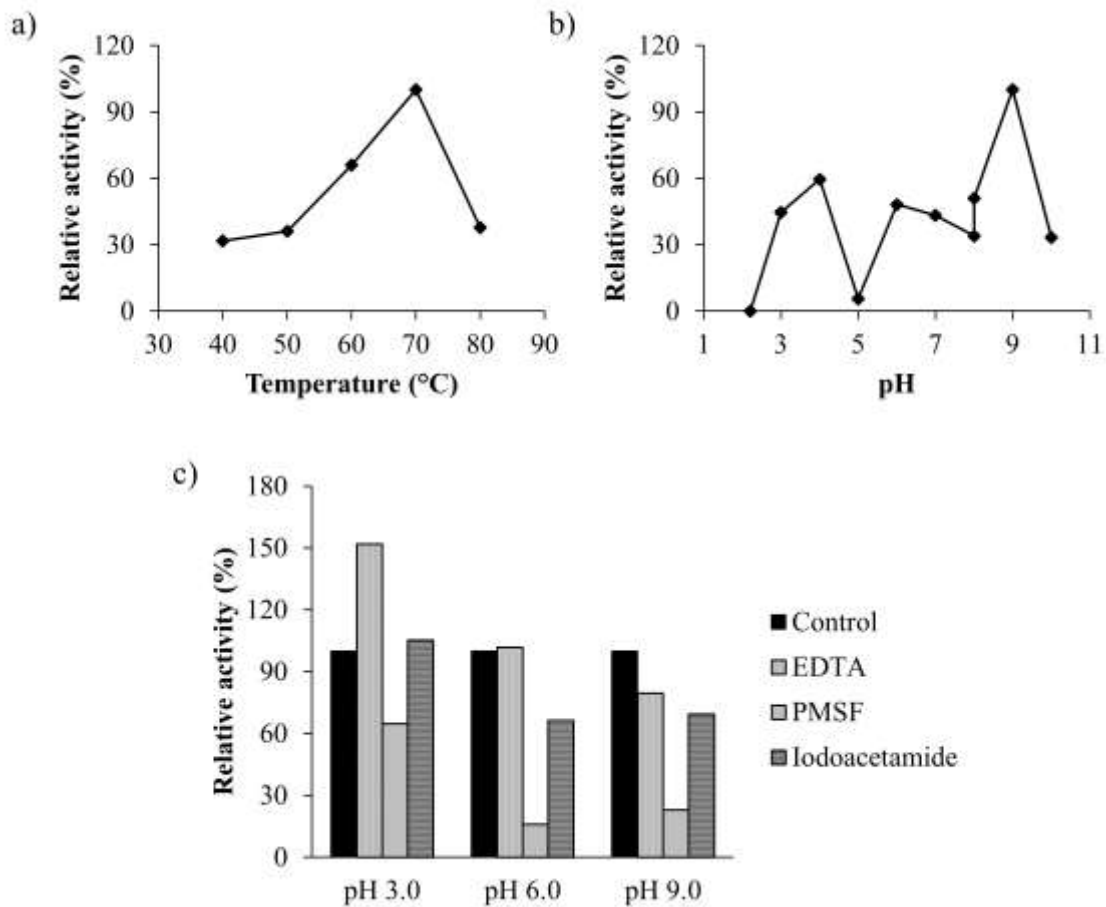 a)
Relative activity (%)
120
90
60
30
0
30 40 50 60 70 80 90
Temperature (°C)
b)
Relative activity (%)
120
90
60
30
0
1 3 5 7 9 11
pH
c)
Relative activity (%)
180
150
120
90
60
30
0
pH 3.0 pH 6.0 pH 9.0
Control
EDTA
PMSF
Iodoacetamide